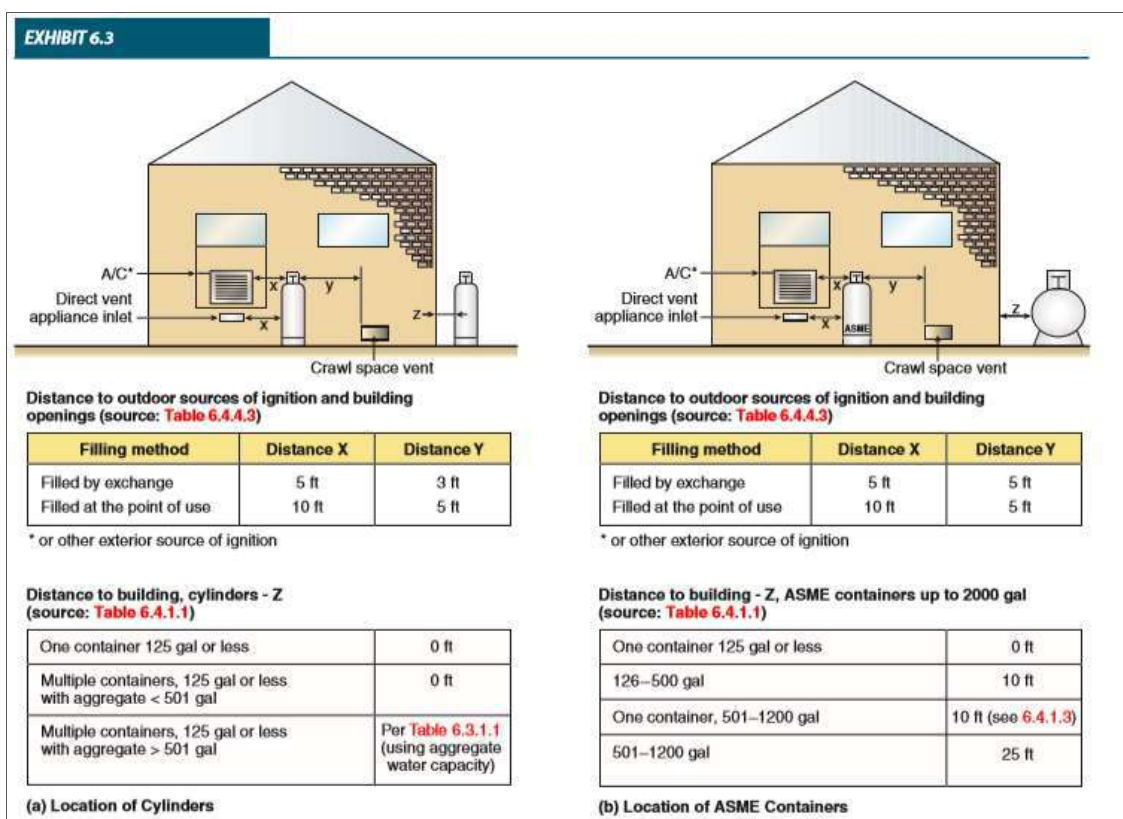 EXHIBIT 6.3
A/C*
Direct vent
appliance inlet
x
x
y
z
Crawl space vent
Distance to outdoor sources of ignition and building
openings (source: Table 6.4.4.3)
Filling method Distance X Distance Y
Filled by exchange 5 ft 3 ft
Filled at the point of use 10 ft 5 ft
* or other exterior source of ignition
Distance to building, cylinders - Z
(source: Table 6.4.1.1)
One container 125 gal or less 0 ft
Multiple containers, 125 gal or less 0 ft
with aggregate < 501 gal
Multiple containers, 125 gal or less Per Table 6.3.1.1
with aggregate > 501 gal (using aggregate
water capacity)
(a) Location of Cylinders
A/C*
Direct vent
appliance inlet
x
x
y
z
ASME
Crawl space vent
Distance to outdoor sources of ignition and building
openings (source: Table 6.4.4.3)
Filling method Distance X Distance Y
Filled by exchange 5 ft 5 ft
Filled at the point of use 10 ft 5 ft
* or other exterior source of ignition
Distance to building - Z, ASME containers up to 2000 gal
(source: Table 6.4.1.1)
One container 125 gal or less 0 ft
126–500 gal 10 ft
One container, 501–1200 gal 10 ft (see 6.4.1.3)
501–1200 gal 25 ft
(b) Location of ASME Containers